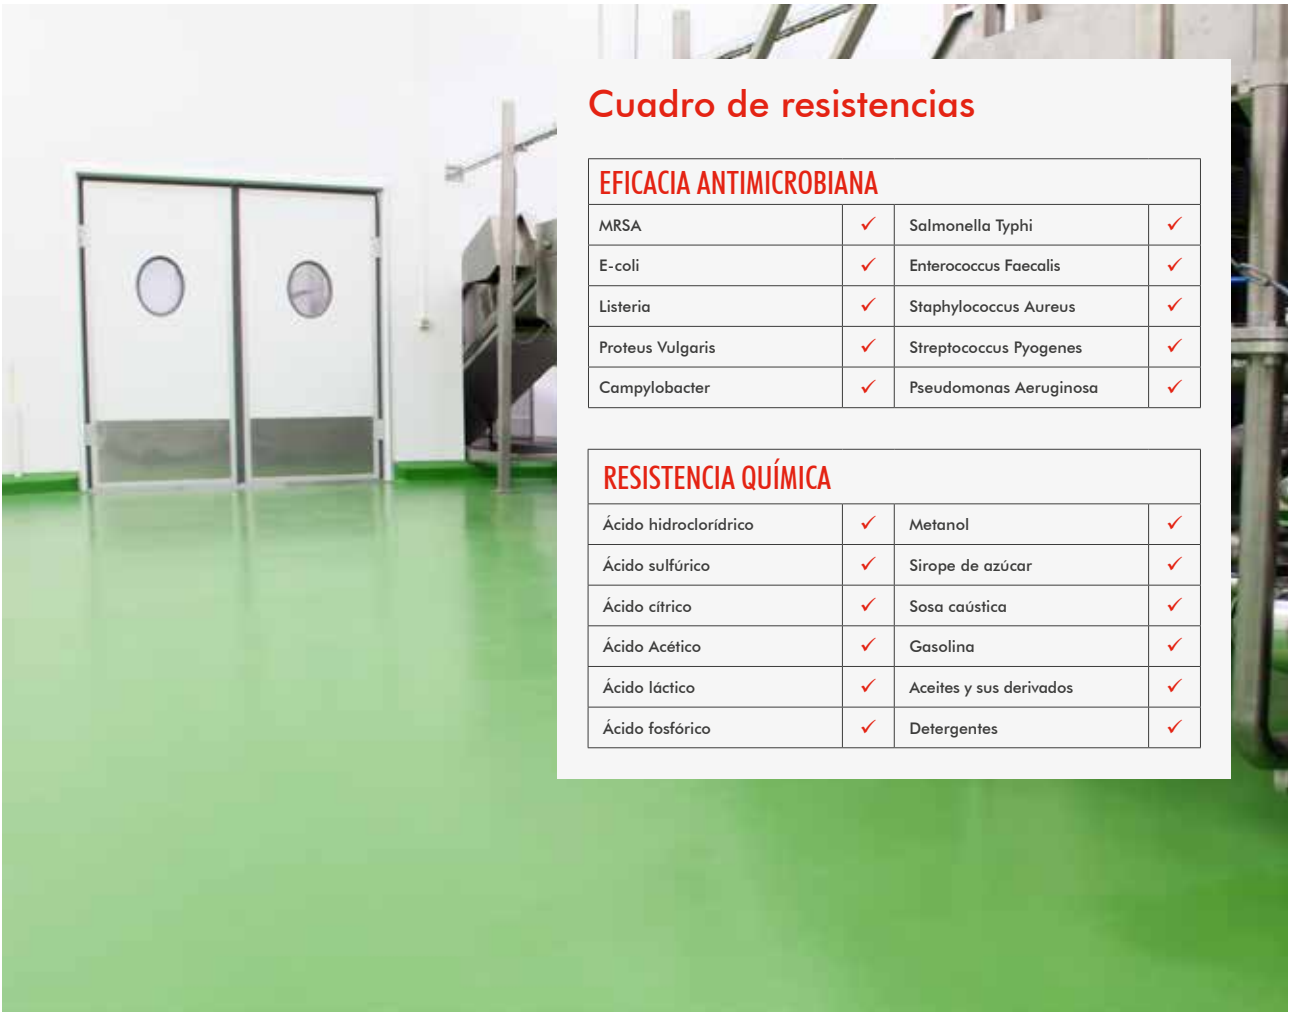 Cuadro de resistencias
EFICACIA ANTIMICROBIANA
MRSA ✓ Salmonella Typhi ✓
E-coli ✓ Enterococcus Faecalis ✓
Listeria ✓ Staphylococcus Aureus ✓
Proteus Vulgaris ✓ Streptococcus Pyogenes ✓
Campylobacter ✓ Pseudomonas Aeruginosa ✓
RESISTENCIA QUÍMICA
Ácido hidroclorídrico ✓ Metanol ✓
Ácido sulfúrico ✓ Sirope de azúcar ✓
Ácido cítrico ✓ Sosa caústica ✓
Ácido Acético ✓ Gasolina ✓
Ácido láctico ✓ Aceites y sus derivados ✓
Ácido fosfórico ✓ Detergentes ✓